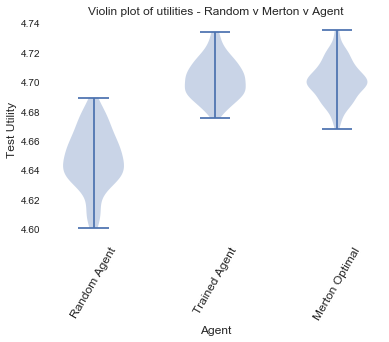 Violin plot of utilities - Random v Merton v Agent
Test Utility
4.74
4.72
4.70
4.68
4.66
4.64
4.62
4.60
Random Agent
Trained Agent
Merton Optimal
Agent